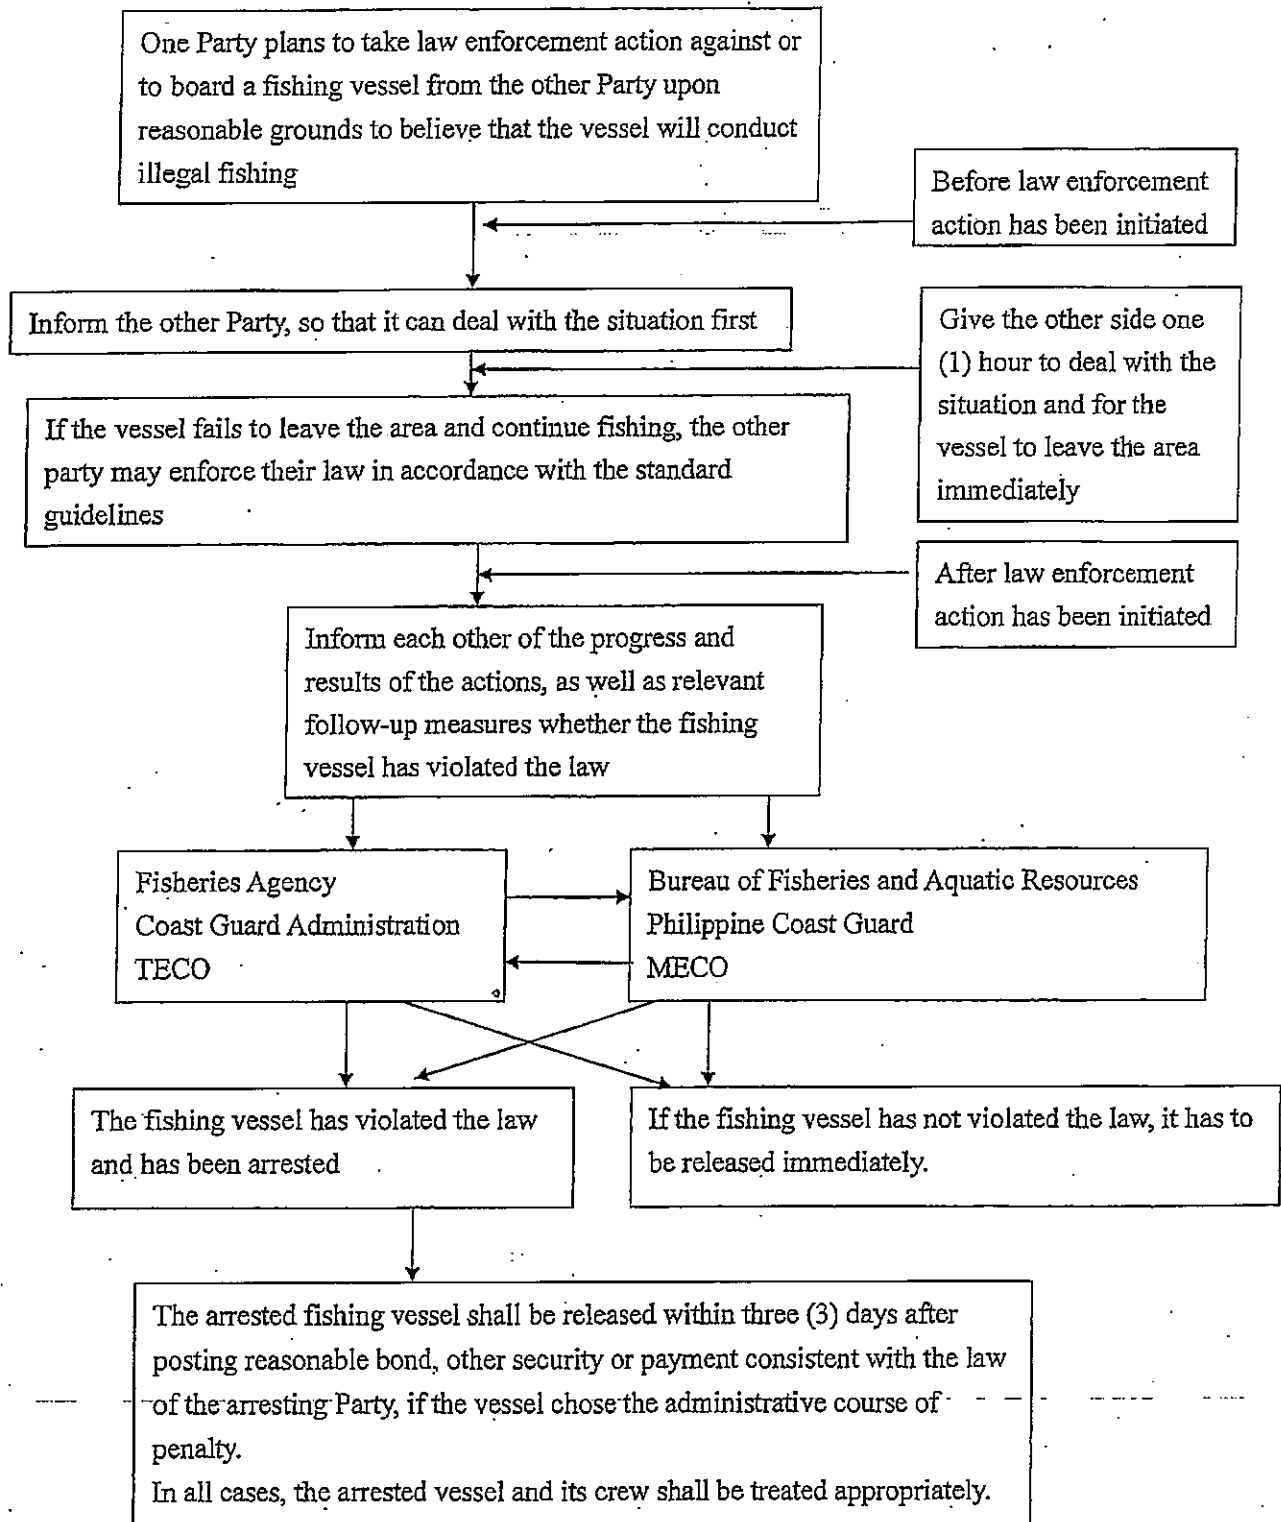 One Party plans to take law enforcement action against or
to board a fishing vessel from the other Party upon
reasonable grounds to believe that the vessel will conduct
illegal fishing
Before law enforcement
action has been initiated
Inform the other Party, so that it can deal with the situation first
Give the other side one
(1) hour to deal with the
situation and for the
vessel to leave the area
immediately
If the vessel fails to leave the area and continue fishing, the other
party may enforce their law in accordance with the standard
guidelines
After law enforcement
action has been initiated
Inform each other of the progress and
results of the actions, as well as relevant
follow-up measures whether the fishing
vessel has violated the law
Fisheries Agency
Coast Guard Administration
TECO
Bureau of Fisheries and Aquatic Resources
Philippine Coast Guard
MECO
The fishing vessel has violated the law
and has been arrested
If the fishing vessel has not violated the law, it has to
be released immediately.
The arrested fishing vessel shall be released within three (3) days after
posting reasonable bond, other security or payment consistent with the law
of the arresting Party, if the vessel chose the administrative course of
penalty.
In all cases, the arrested vessel and its crew shall be treated appropriately.